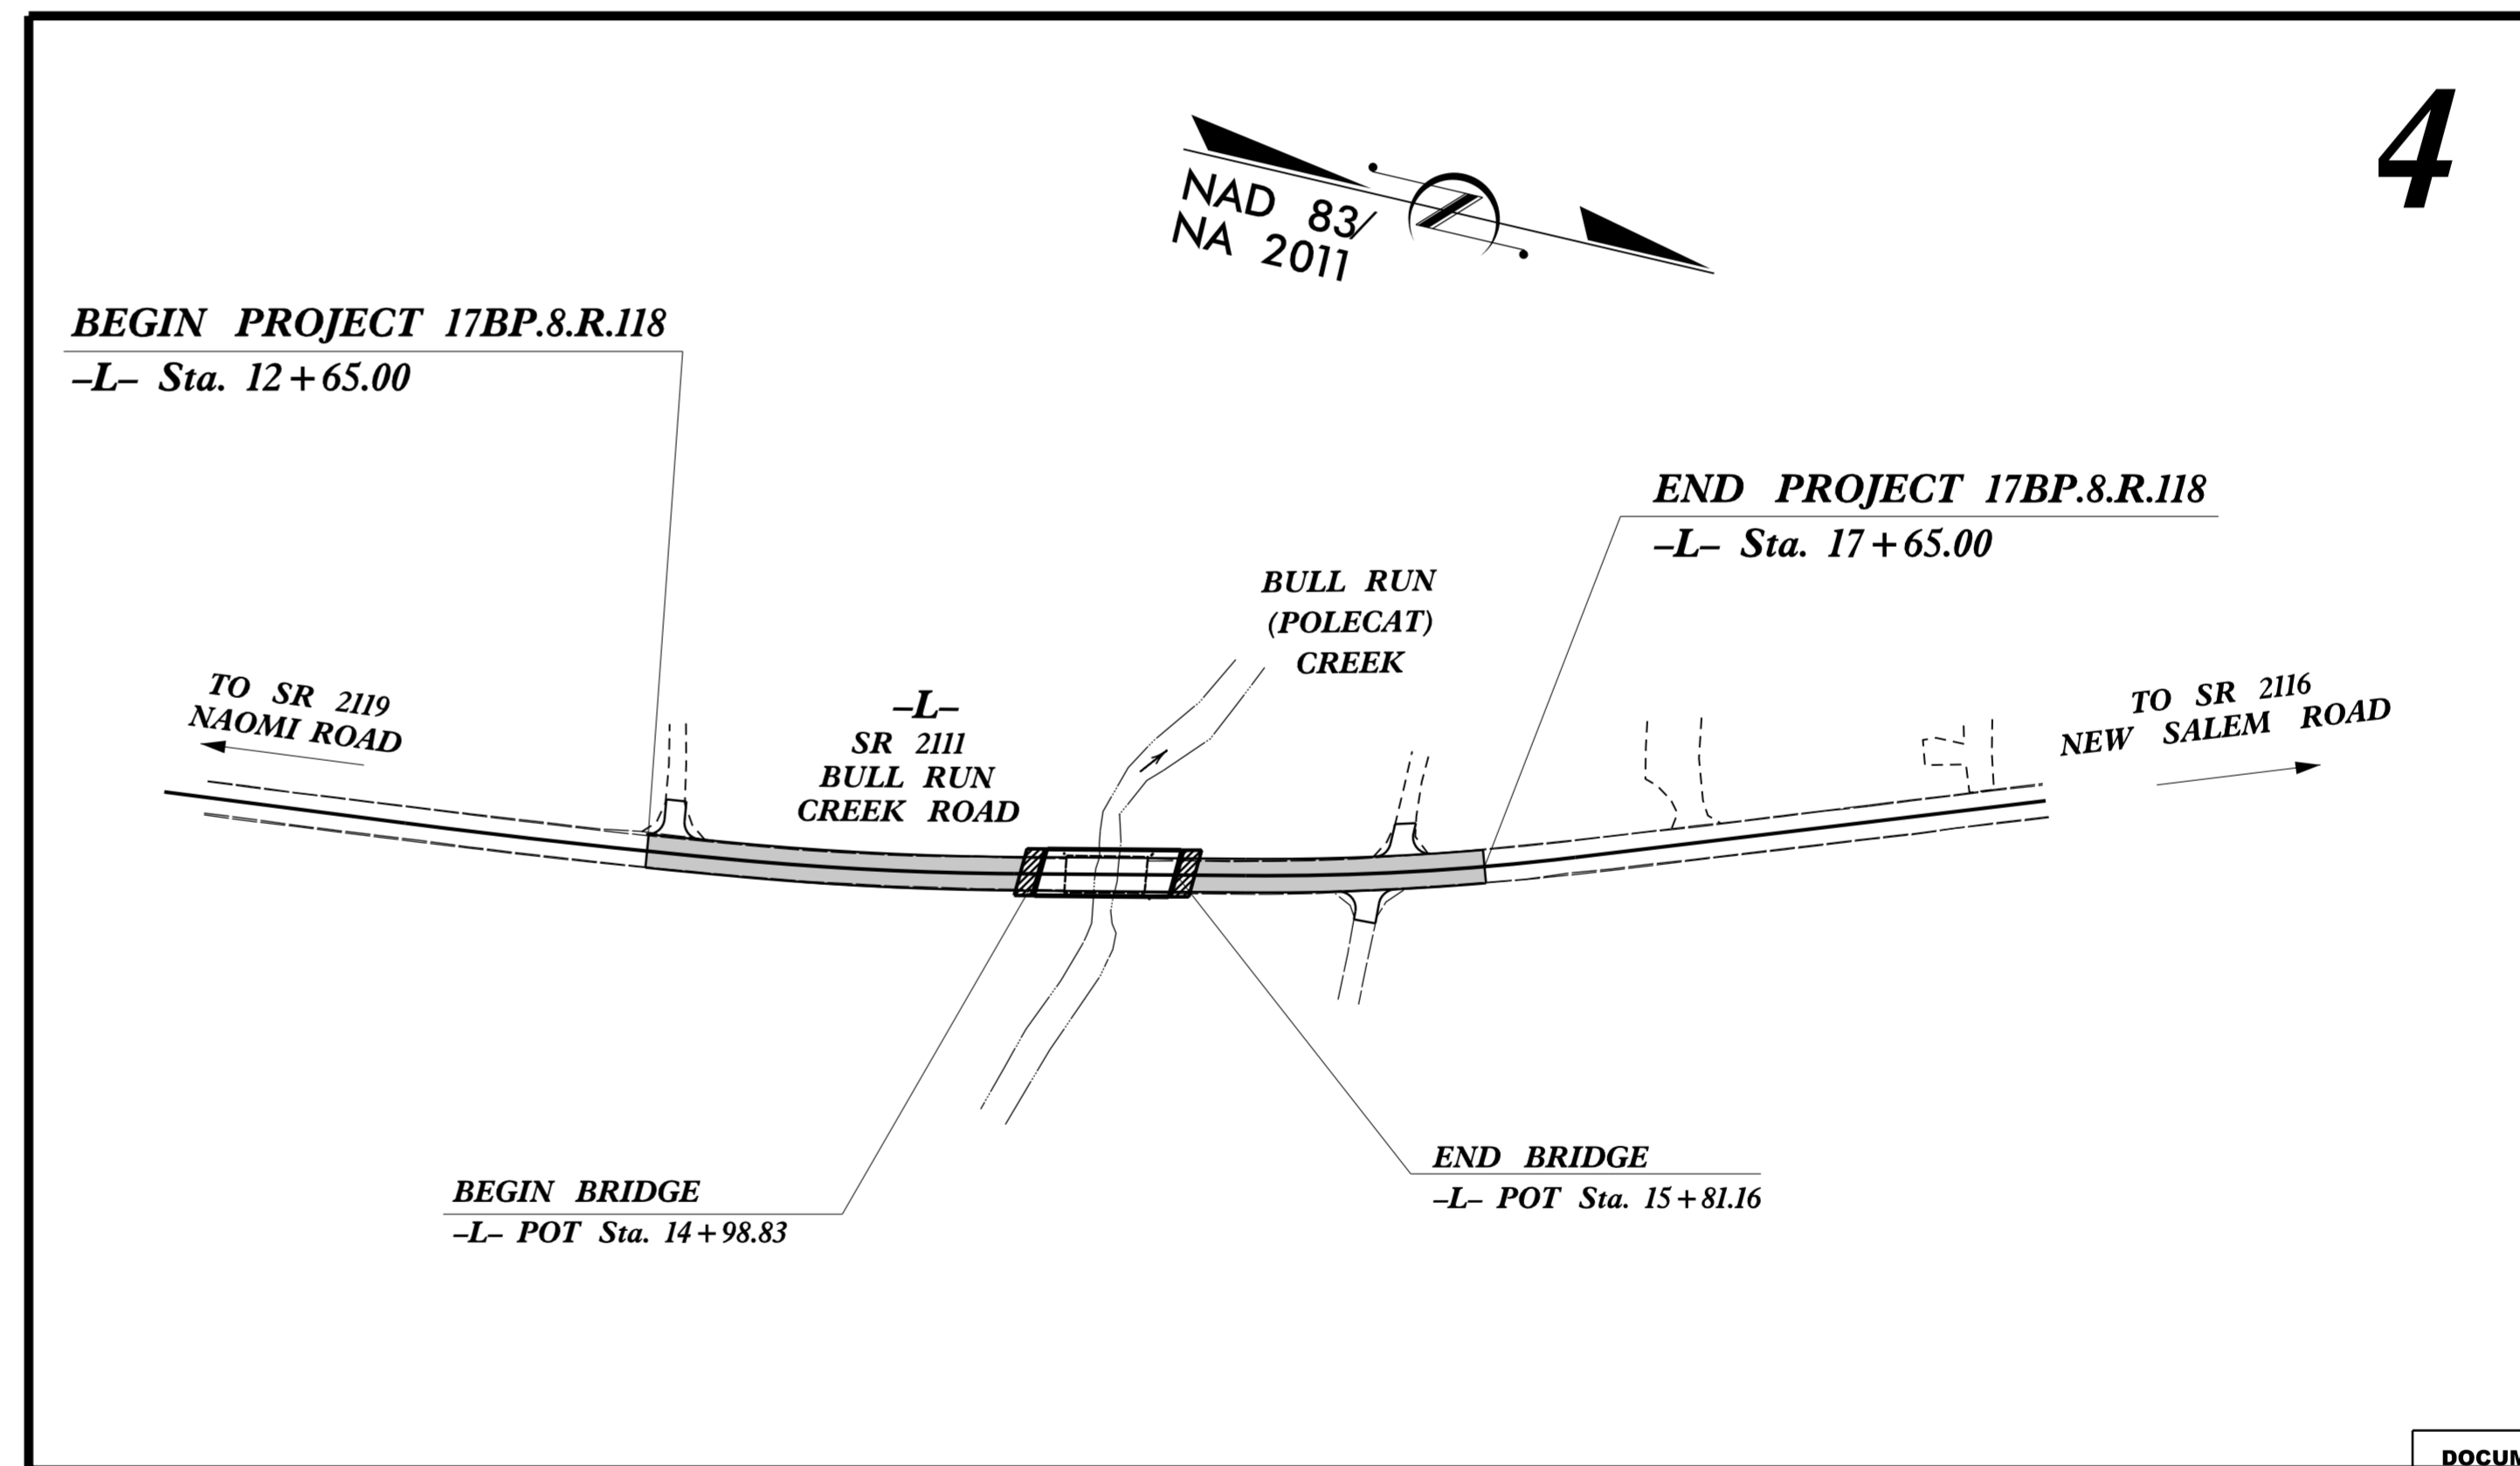 4
NAD 83/
NA 2011
BEGIN PROJECT 17BP.8.R.118
–L– Sta. 12+65.00
END PROJECT 17BP.8.R.118
–L– Sta. 17+65.00
BULL RUN
(POLECAT)
CREEK
TO SR 2119
NAOMI ROAD
–L–
SR 2111
BULL RUN
CREEK ROAD
TO SR 2116
NEW SALEM ROAD
BEGIN BRIDGE
–L– POT Sta. 14+98.83
END BRIDGE
–L– POT Sta. 15+81.16
DOCUM